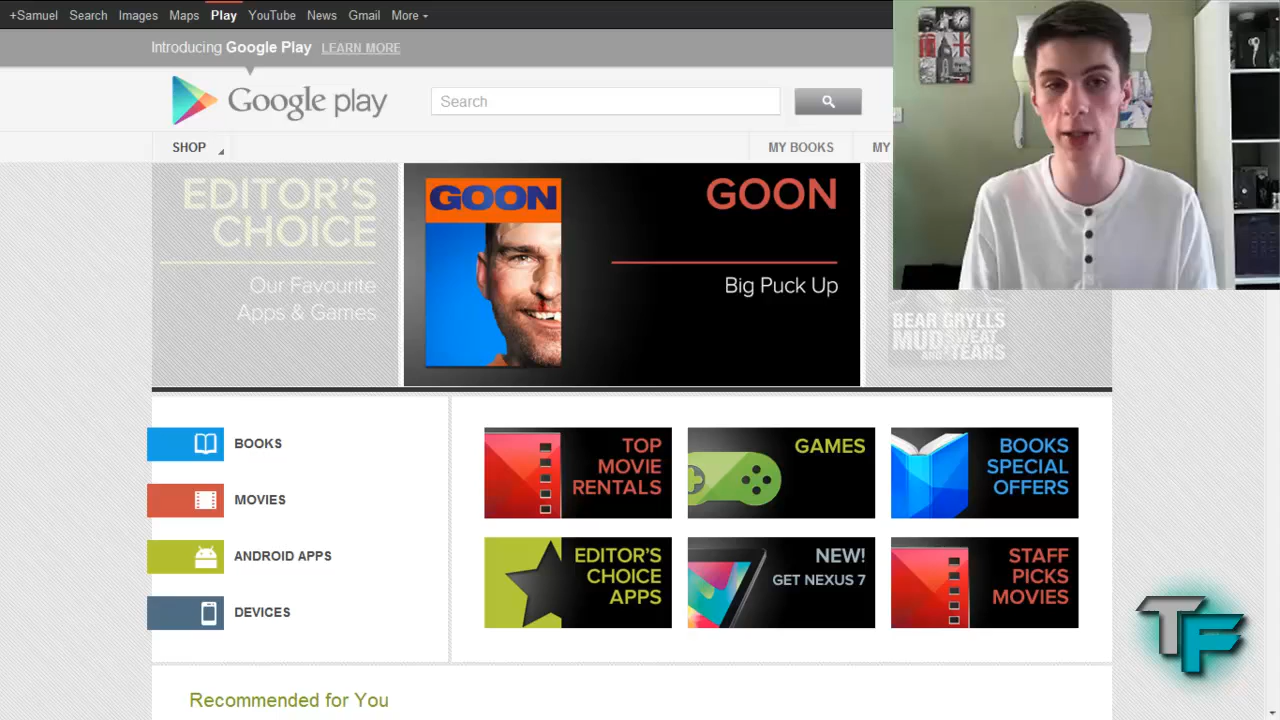 +Samuel Search Images Maps Play YouTube News Gmail More
Introducing Google Play LEARN MORE
Google play
Search
SHOP
MY BOOKS
MY
EDITOR'S
CHOICE
Our Favourite
Apps & Games
GOON
GOON
Big Puck Up
BEAR GRYLLS
MUD SWEAT
AND TEARS
BOOKS
MOVIES
ANDROID APPS
DEVICES
TOP
MOVIE
RENTALS
GAMES
BOOKS
SPECIAL
OFFERS
EDITOR'S
CHOICE
APPS
NEW!
GET NEXUS 7
STAFF
PICKS
MOVIES
TF
Recommended for You